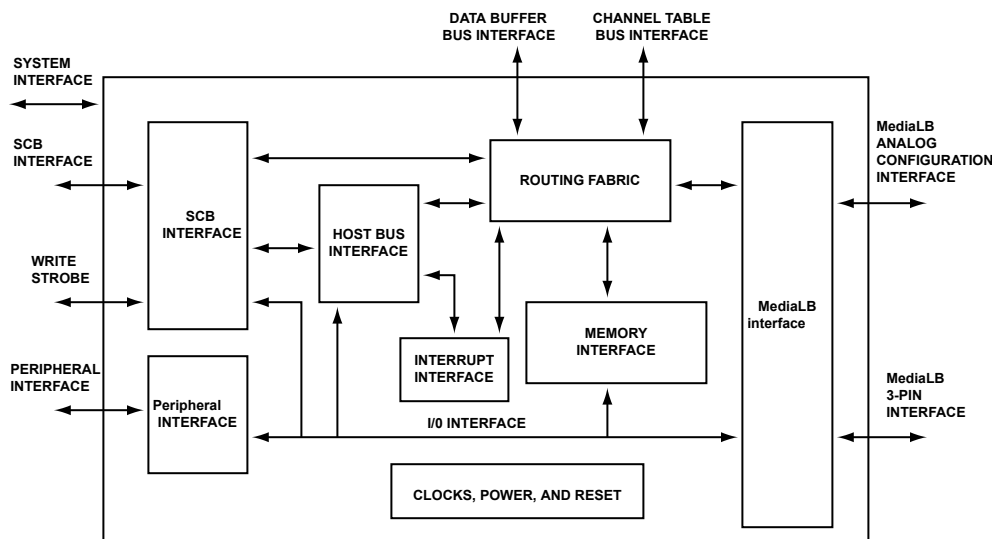 DATA BUFFER
BUS INTERFACE
CHANNEL TABLE
BUS INTERFACE
SYSTEM
INTERFACE
SCB
INTERFACE
WRITE
STROBE
PERIPHERAL
INTERFACE
SCB
INTERFACE
HOST BUS
INTERFACE
ROUTING FABRIC
INTERRUPT
INTERFACE
MEMORY
INTERFACE
Peripheral
INTERFACE
I/0 INTERFACE
CLOCKS, POWER, AND RESET
MediaLB
interface
MediaLB
ANALOG
CONFIGURATION
INTERFACE
MediaLB
3-PIN
INTERFACE